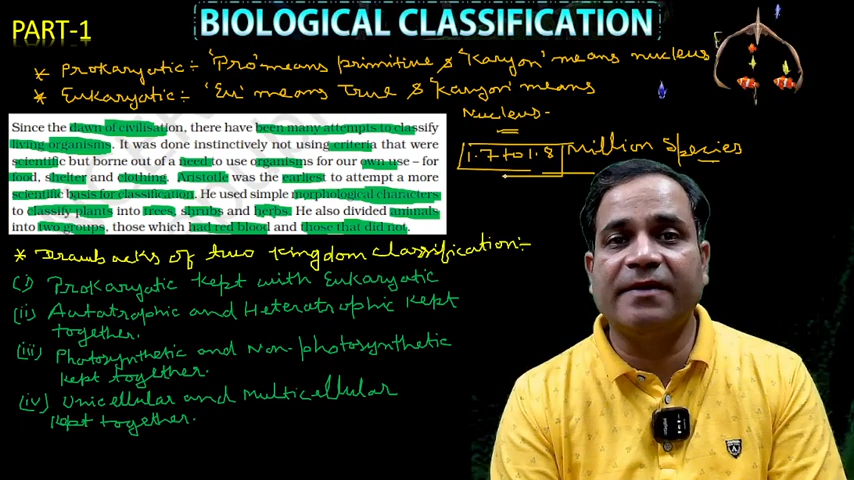 PART-1
BIOLOGICAL CLASSIFICATION
* Prokaryotic:- 'Pro' means primitive & 'Karyon' means nucleus
* Eukaryotic:- 'Eu' means True & 'Karyon' means
Nucleus.
Since the dawn of civilisation, there have been many attempts to classify
living organisms. It was done instinctively not using criteria that were
scientific but borne out of a need to use organisms for our own use – for
food, shelter and clothing. Aristotle was the earliest to attempt a more
scientific basis for classification. He used simple morphological characters
to classify plants into trees, shrubs and herbs. He also divided animals
into two groups, those which had red blood and those that did not.
1.7 to 1.8 Million Species
* Drawbacks of two Kingdom Classification:-
(i) Prokaryotic kept with Eukaryotic
(ii) Autatrophic and Heteratrophic kept
together.
(iii) Photosynthetic and Non-photosynthetic
kept together.
(iv) Unicellular and Multicellular
kept together.